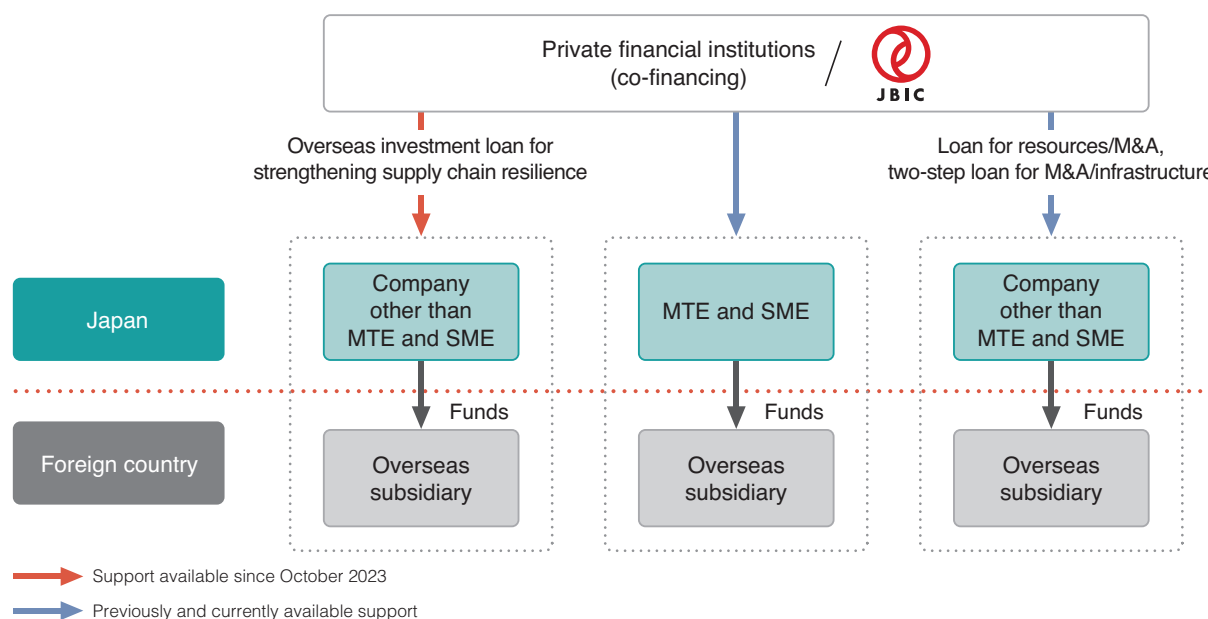 Private financial institutions
(co-financing)
/
JBIC
Overseas investment loan for
strengthening supply chain resilience
Loan for resources/M&A,
two-step loan for M&A/infrastructure
Japan
Company
other than
MTE and SME
MTE and SME
Company
other than
MTE and SME
Funds
Funds
Funds
Foreign country
Overseas
subsidiary
Overseas
subsidiary
Overseas
subsidiary
Support available since October 2023
Previously and currently available support